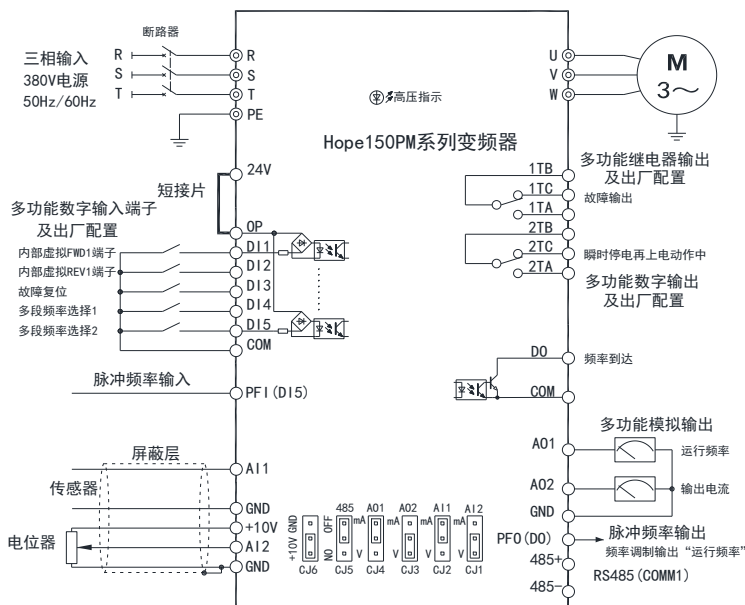 断路器
三相输入
380V电源
50Hz/60Hz
R
S
T
R
S
T
PE
高压指示
Hope150PM系列变频器
U
V
W
M
3～
24V
短接片
OP
多功能数字输入端子
及出厂配置
内部虚拟FWD1端子
DI1
内部虚拟REV1端子
DI2
故障复位
DI3
多段频率选择1
DI4
多段频率选择2
DI5
COM
脉冲频率输入
PFI(DI5)
屏蔽层
传感器
AI1
GND
+10V
电位器
AI2
GND
1TB
1TC
1TA
多功能继电器输出
及出厂配置
故障输出
2TB
2TC
2TA
瞬时停电再上电动作中
多功能数字输出
及出厂配置
DO
频率到达
COM
多功能模拟输出
AO1
运行频率
AO2
输出电流
GND
PFO(DO)
脉冲频率输出
频率调制输出“运行频率”
485+
485-
RS485(COMM1)
485 AO1 AO2 AI1 AI2
+10V GND
NO OFF
mA mA mA mA
V V V V
CJ6 CJ5 CJ4 CJ3 CJ2 CJ1